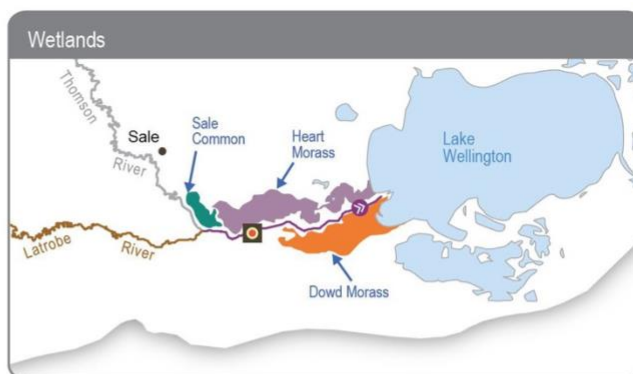 Wetlands
Thomson
River
Sale
Sale
Common
Heart
Morass
Lake
Wellington
Latrobe
River
Dowd Morass